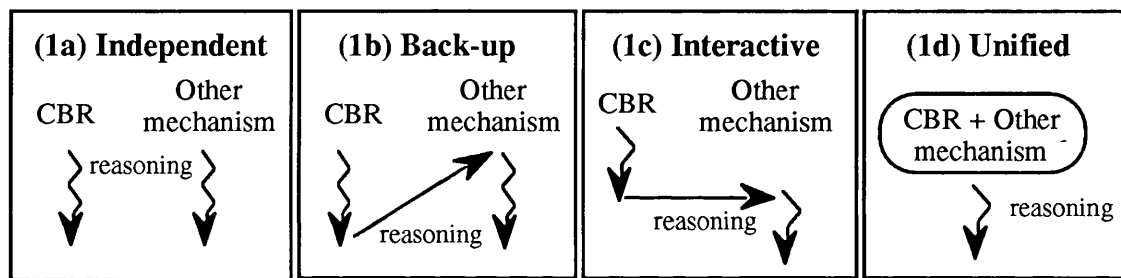 (1a) Independent
CBR
Other
mechanism
reasoning
(1b) Back-up
CBR
Other
mechanism
reasoning
(1c) Interactive
CBR
Other
mechanism
reasoning
(1d) Unified
CBR + Other
mechanism
reasoning